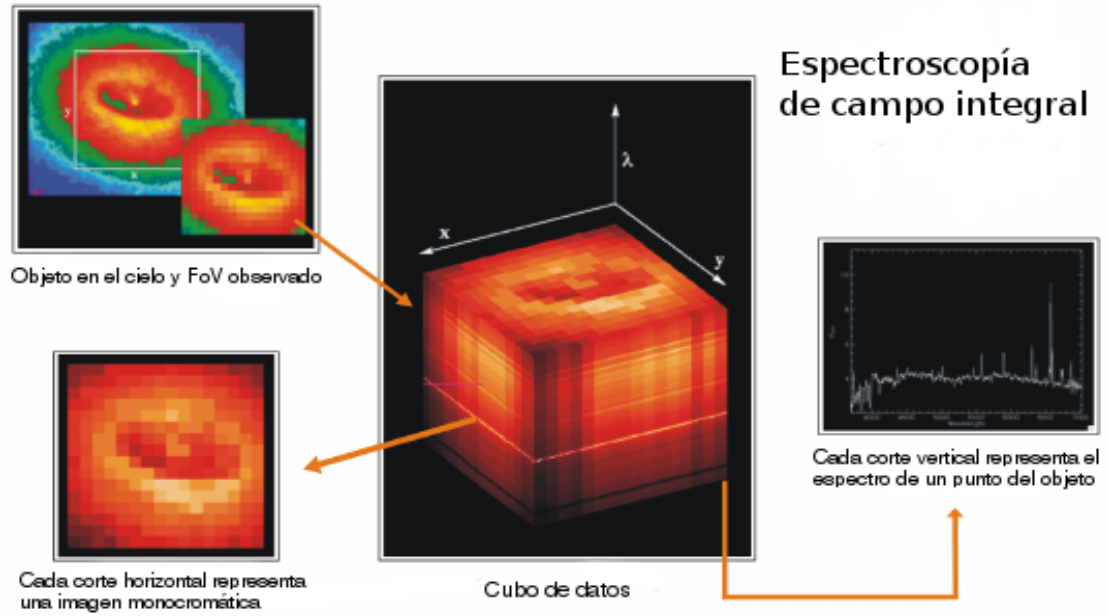 Espectroscopía
de campo integral
y
x
Objeto en el cielo y FoV observado
λ
x
y
Cubo de datos
Cada corte horizontal representa
una imagen monocromática
Wavelength
Cada corte vertical representa el
espectro de un punto del objeto